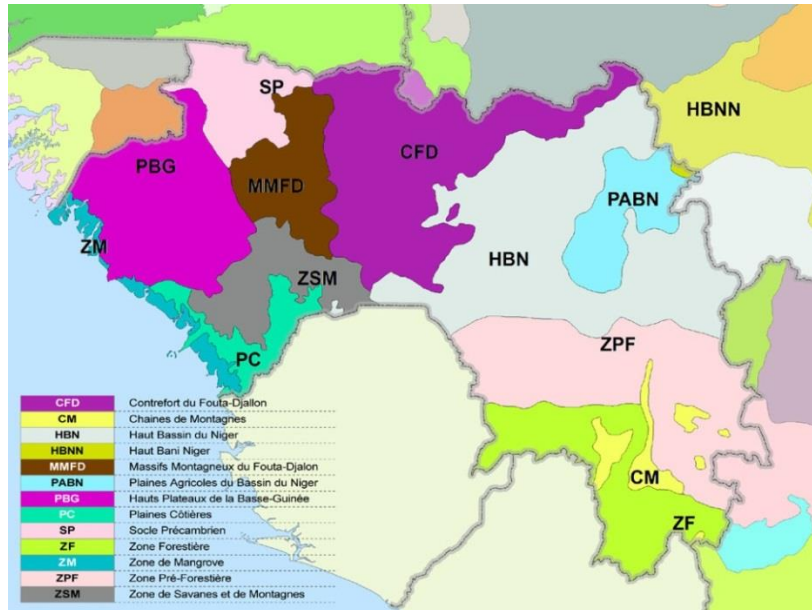 SP
HBNN
PBG
CFD
MMFD
PABN
ZM
HBN
ZSM
PC
ZPF
CM
ZF
CFD Contrefort du Fouta-Djallon
CM Chaines de Montagnes
HBN Haut Bassin du Niger
HBNN Haut Bani Niger
MMFD Massifs Montagneux du Fouta-Djalon
PABN Plaines Agricoles du Bassin du Niger
PBG Hauts Plateaux de la Basse-Guinée
PC Plaines Côtières
SP Socle Précambrien
ZF Zone Forestière
ZM Zone de Mangrove
ZPF Zone Pré-Forestière
ZSM Zone de Savanes et de Montagnes